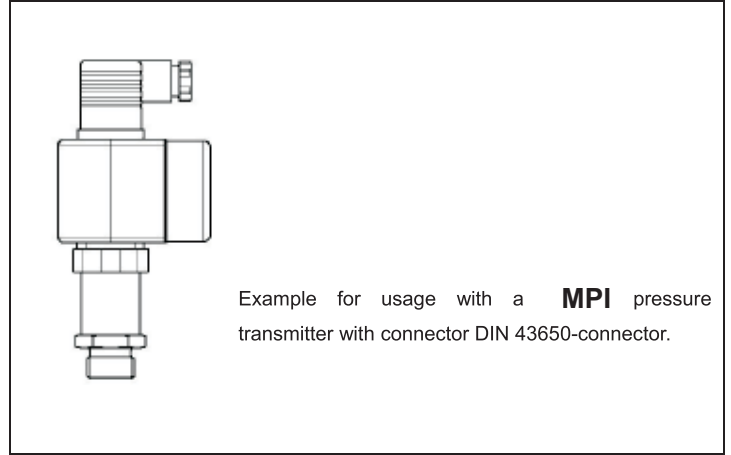 Example for usage with a MPI pressure
transmitter with connector DIN 43650-connector.